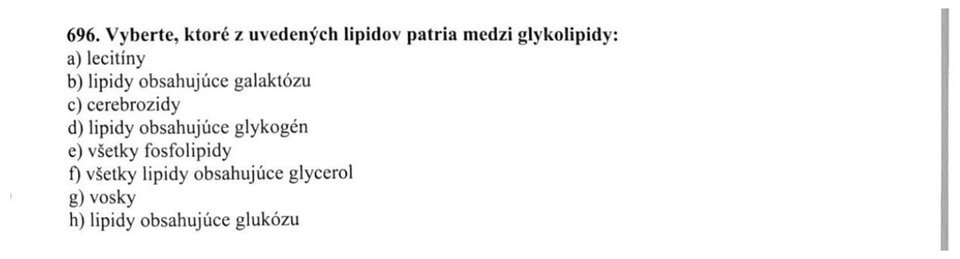 696. Vyberte, ktoré z uvedených lipidov patria medzi glykolipidy:
a) lecitíny
b) lipidy obsahujúce galaktózu
c) cerebrozidy
d) lipidy obsahujúce glykogén
e) všetky fosfolipidy
f) všetky lipidy obsahujúce glycerol
g) vosky
h) lipidy obsahujúce glukózu